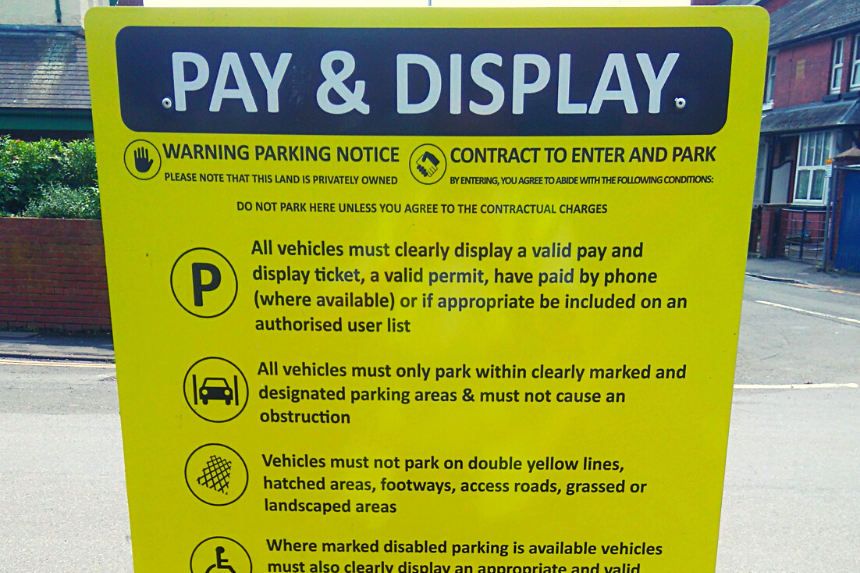 PAY & DISPLAY
WARNING PARKING NOTICE
PLEASE NOTE THAT THIS LAND IS PRIVATELY OWNED
CONTRACT TO ENTER AND PARK
BY ENTERING, YOU AGREE TO ABIDE WITH THE FOLLOWING CONDITIONS:
DO NOT PARK HERE UNLESS YOU AGREE TO THE CONTRACTUAL CHARGES
P
All vehicles must clearly display a valid pay and
display ticket, a valid permit, have paid by phone
(where available) or if appropriate be included on an
authorised user list
All vehicles must only park within clearly marked and
designated parking areas & must not cause an
obstruction
Vehicles must not park on double yellow lines,
hatched areas, footways, access roads, grassed or
landscaped areas
Where marked disabled parking is available vehicles
must also clearly display an appropriate and valid